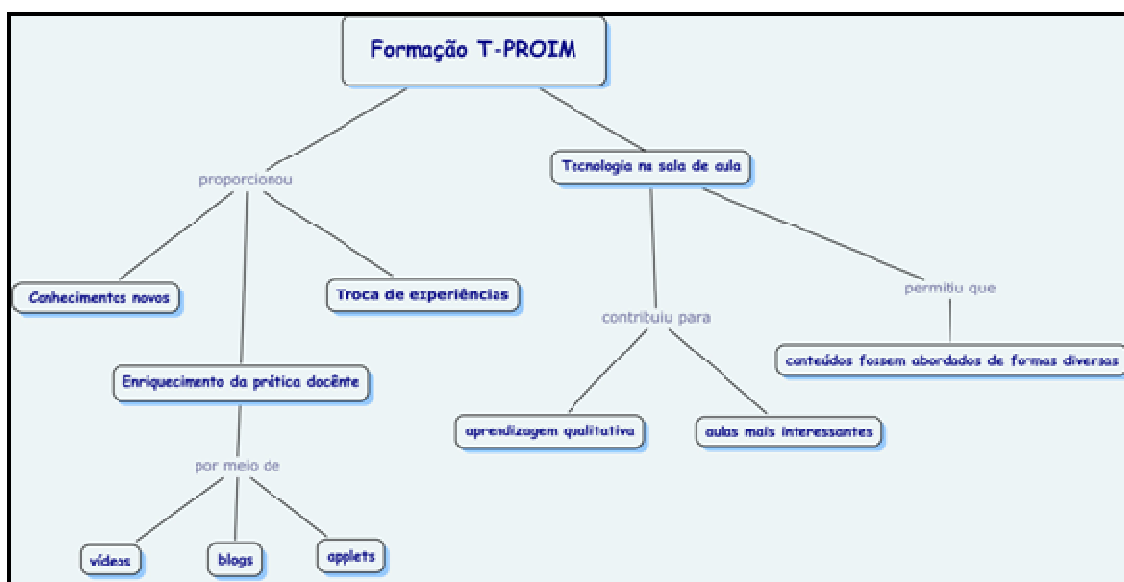 Formação T-PROIM
Tecnologia na sala de aula
proporcionou
Conhecimentos novos
Troca de experiências
permitiu que
contribuiu para
conteúdos fossem abordados de formas diversas
Enriquecimento da prática docênte
aprendizagem qualitativa
aulas mais interessantes
por meio de
vídeos
blogs
applets